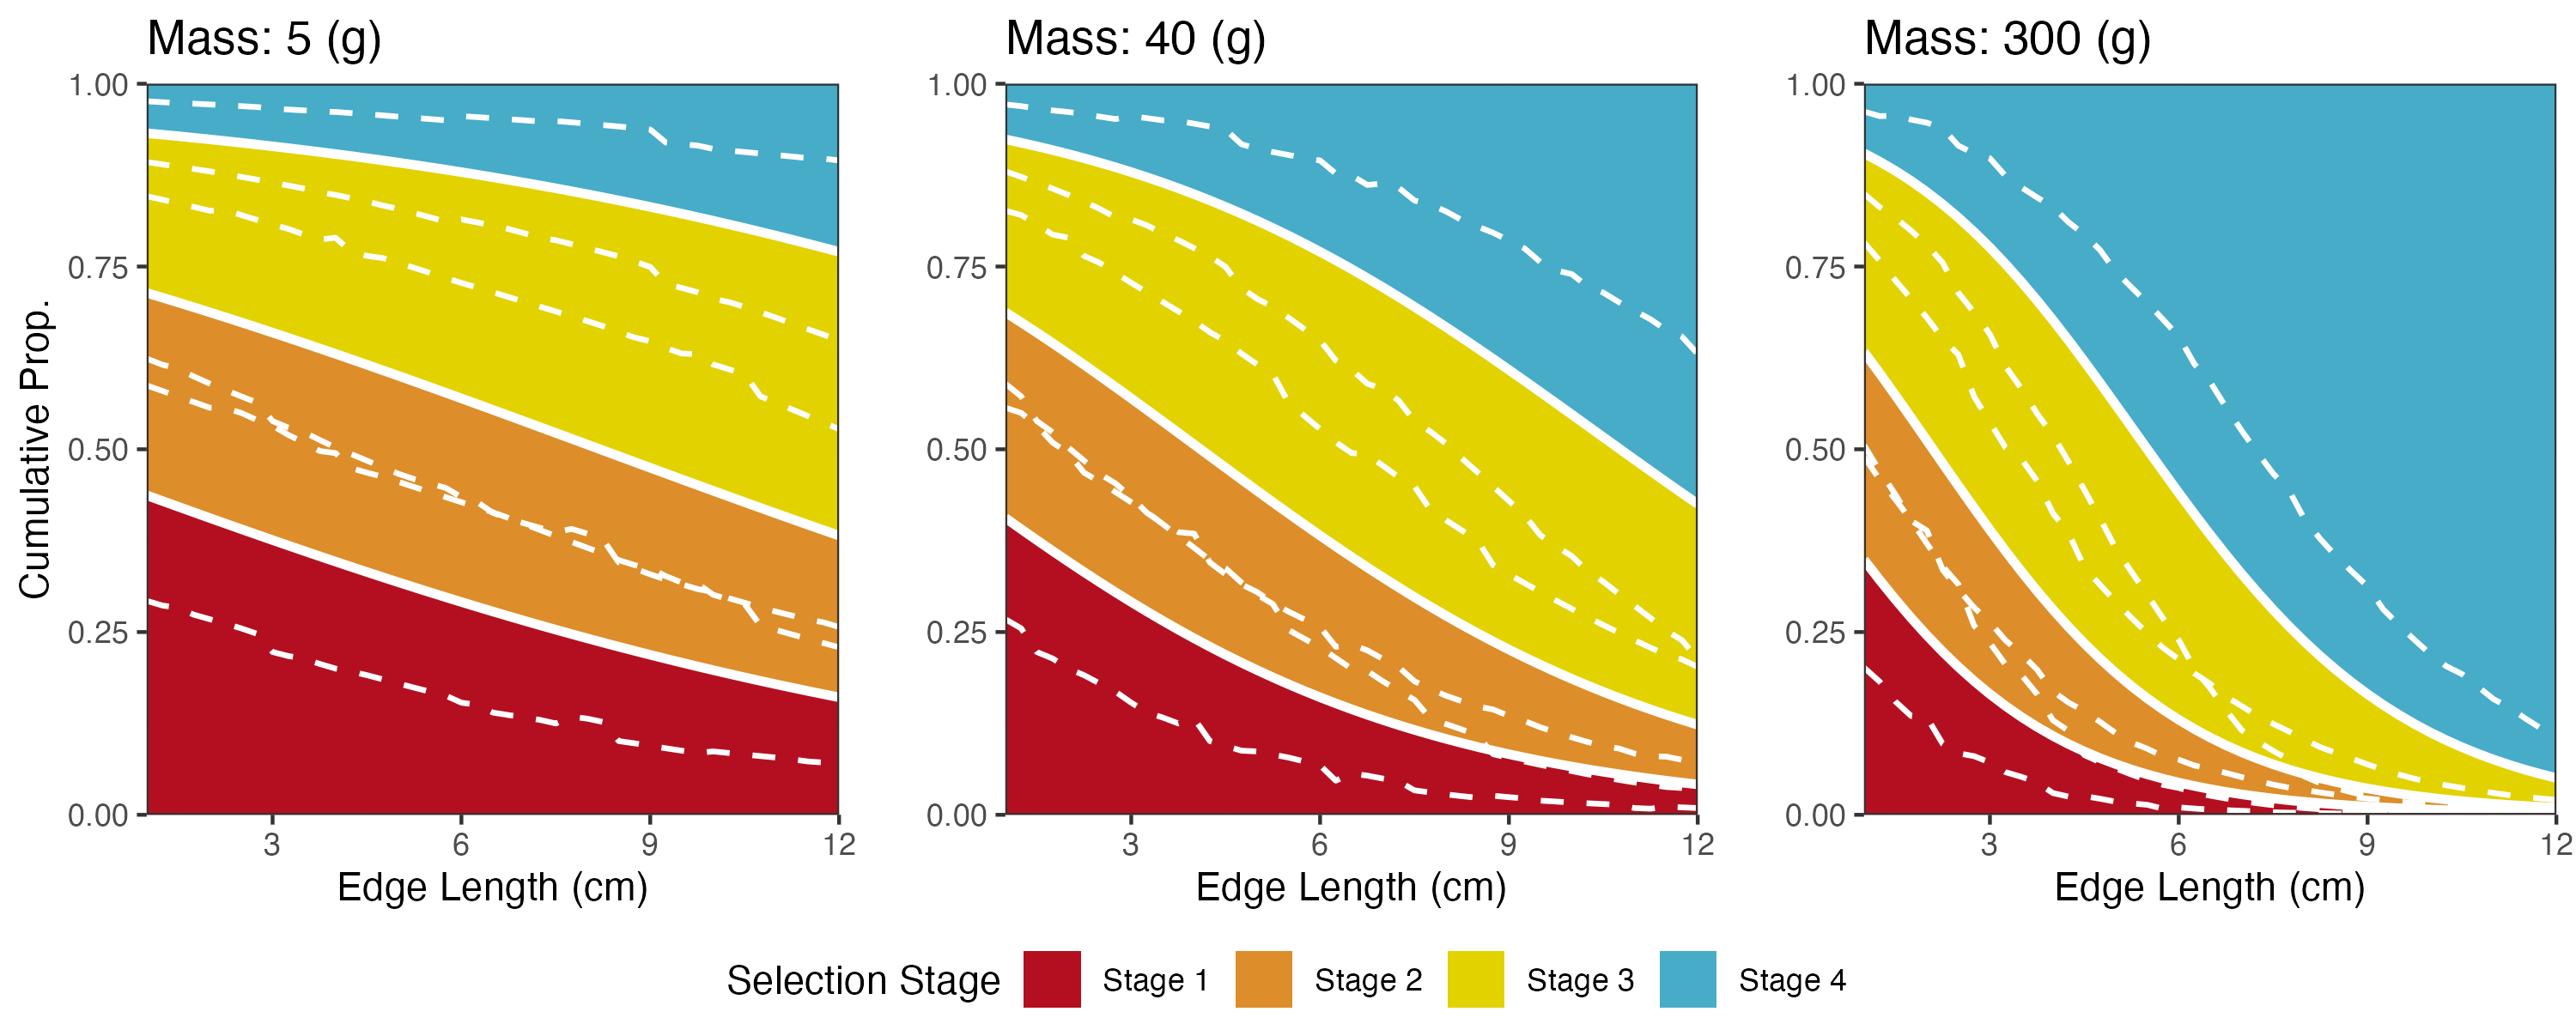 Mass: 5 (g)
Mass: 40 (g)
Mass: 300 (g)
Cumulative Prop.
1.00
0.75
0.50
0.25
0.00
3 6 9 12
Edge Length (cm)
1.00
0.75
0.50
0.25
0.00
3 6 9 12
Edge Length (cm)
1.00
0.75
0.50
0.25
0.00
3 6 9 12
Edge Length (cm)
Selection Stage Stage 1 Stage 2 Stage 3 Stage 4